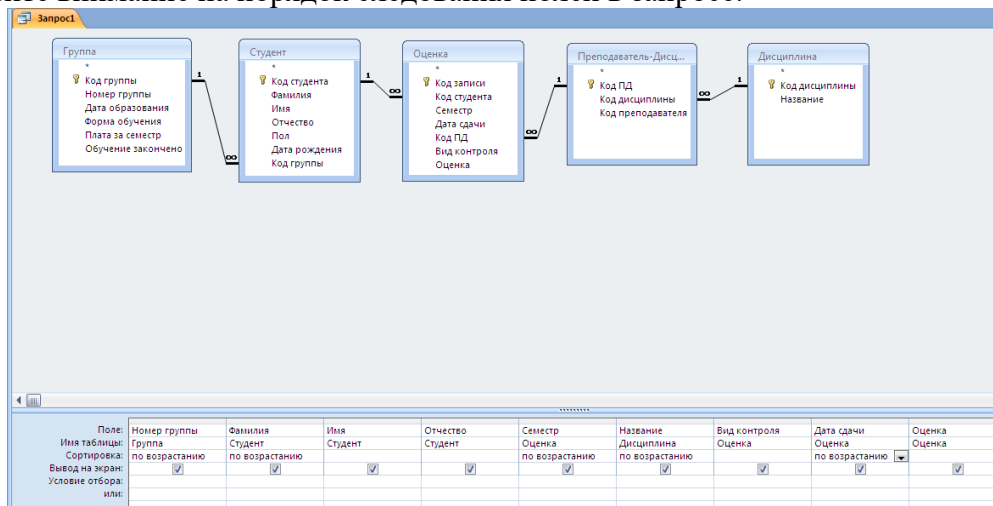 Запрос1
Группа
*
Код группы
Номер группы
Дата образования
Форма обучения
Плата за семестр
Обучение закончено
1
∞
Студент
*
Код студента
Фамилия
Имя
Отчество
Пол
Дата рождения
Код группы
1
∞
Оценка
*
Код записи
Код студента
Семестр
Дата сдачи
Код ПД
Вид контроля
Оценка
1
∞
Преподаватель-Дисц...
*
Код ПД
Код дисциплины
Код преподавателя
1
∞
Дисциплина
*
Код дисциплины
Название
Поле: Номер группы Фамилия Имя Отчество Семестр Название Вид контроля Дата сдачи Оценка
Имя таблицы: Группа Студент Студент Студент Оценка Дисциплина Оценка Оценка Оценка
Сортировка: по возрастанию по возрастанию по возрастанию по возрастанию по возрастанию
Вывод на экран:
Условие отбора:
или: